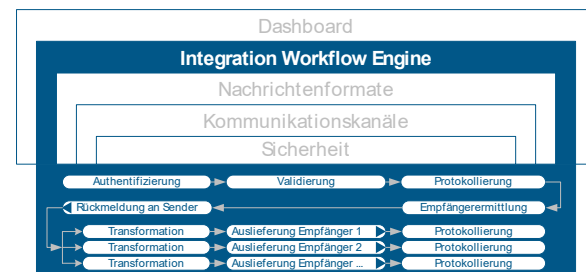 Dashboard
Integration Workflow Engine
Nachrichtenformate
Kommunikationskanäle
Sicherheit
Authentifizierung Validierung Protokollierung
Rückmeldung an Sender Empfängerermittlung
Transformation Auslieferung Empfänger 1 Protokollierung
Transformation Auslieferung Empfänger 2 Protokollierung
Transformation Auslieferung Empfänger ... Protokollierung